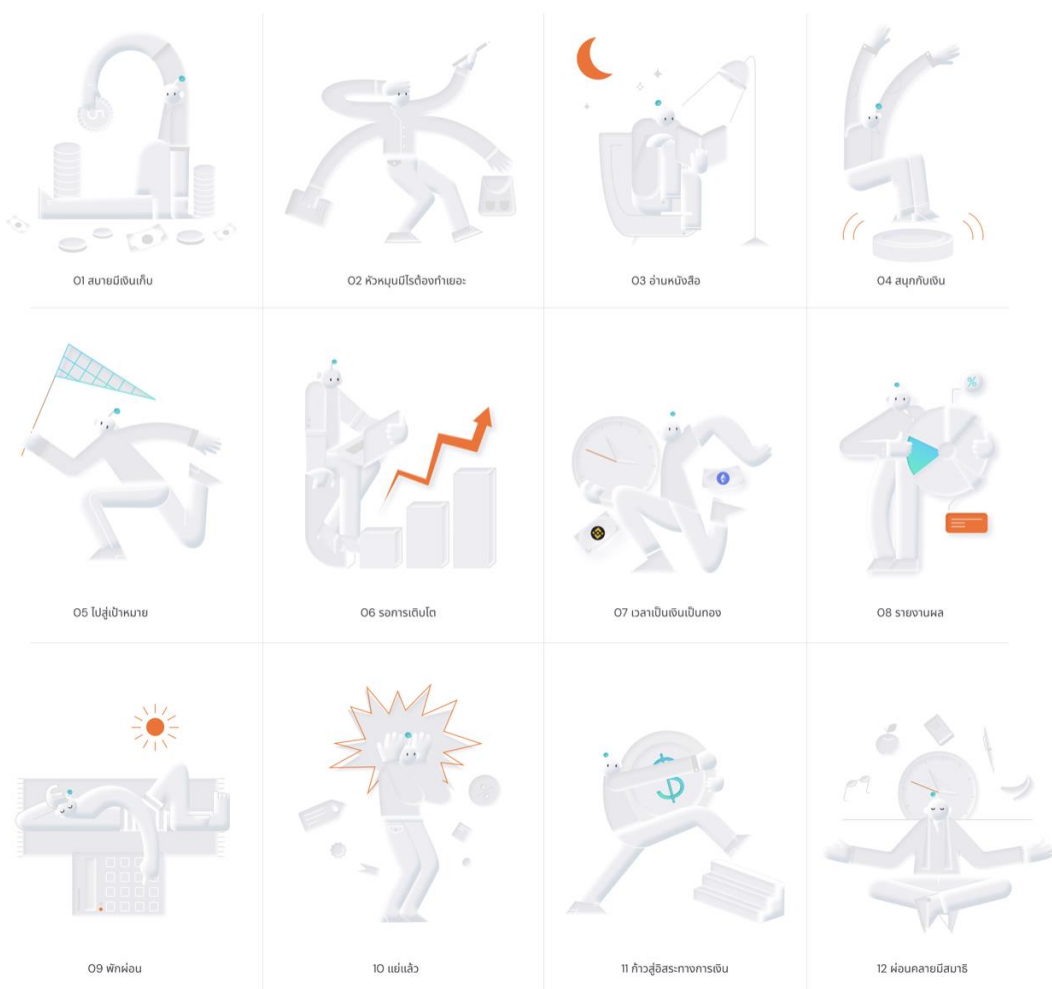 01 สบายมีเงินเก็บ
02 หัวหมุนมีไรต้องทำเยอะ
03 อ่านหนังสือ
04 สนุกกับเงิน
05 ไปสู่เป้าหมาย
06 รอการเติบโต
07 เวลาเป็นเงินเป็นทอง
08 รายงานผล
%
09 พักผ่อน
10 แย่แล้ว
11 ก้าวสู่อิสระทางการเงิน
$
12 ผ่อนคลายมีสมาธิ